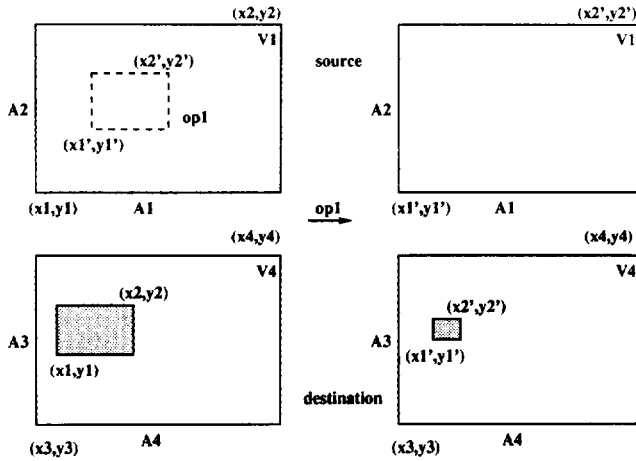 (x2,y2)
V1
(x2',y2')
A2
op1
(x1',y1')
(x1,y1)
A1
source
(x2',y2')
V1
A2
(x1',y1')
A1
op1
(x4,y4)
V4
(x2,y2)
A3
(x1,y1)
A4
(x3,y3)
destination
(x4,y4)
V4
(x2',y2')
A3
(x1',y1')
A4
(x3,y3)